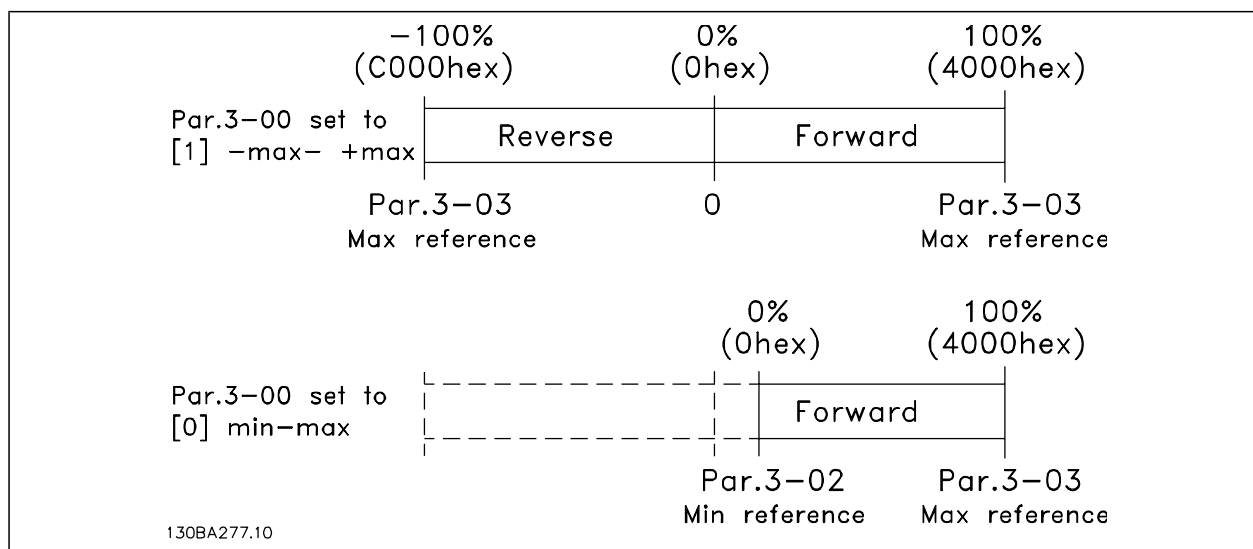 -100% 0% 100%
(C000hex) (0hex) (4000hex)
Par.3-00 set to
[1] -max- +max
Reverse Forward
Par.3-03 0 Par.3-03
Max reference Max reference
0% 100%
(0hex) (4000hex)
Par.3-00 set to
[0] min-max
Forward
Par.3-02 Par.3-03
Min reference Max reference
130BA277.10